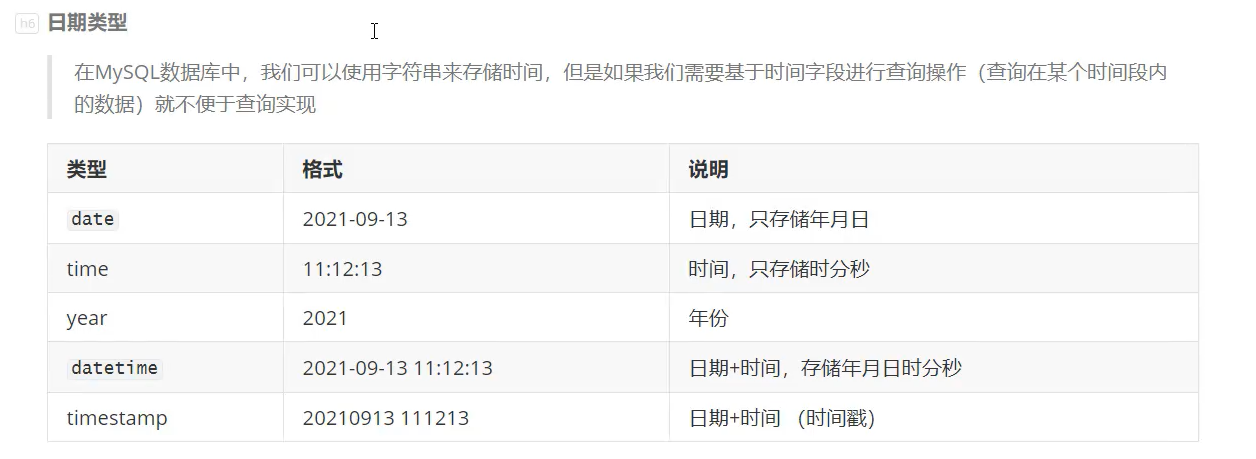 h6 日期类型
在MySQL数据库中，我们可以使用字符串来存储时间，但是如果我们需要基于时间字段进行查询操作（查询在某个时间段内
的数据）就不便于查询实现
类型 格式 说明
date 2021-09-13 日期，只存储年月日
time 11:12:13 时间，只存储时分秒
year 2021 年份
datetime 2021-09-13 11:12:13 日期+时间，存储年月日时分秒
timestamp 20210913 111213 日期+时间 （时间戳）